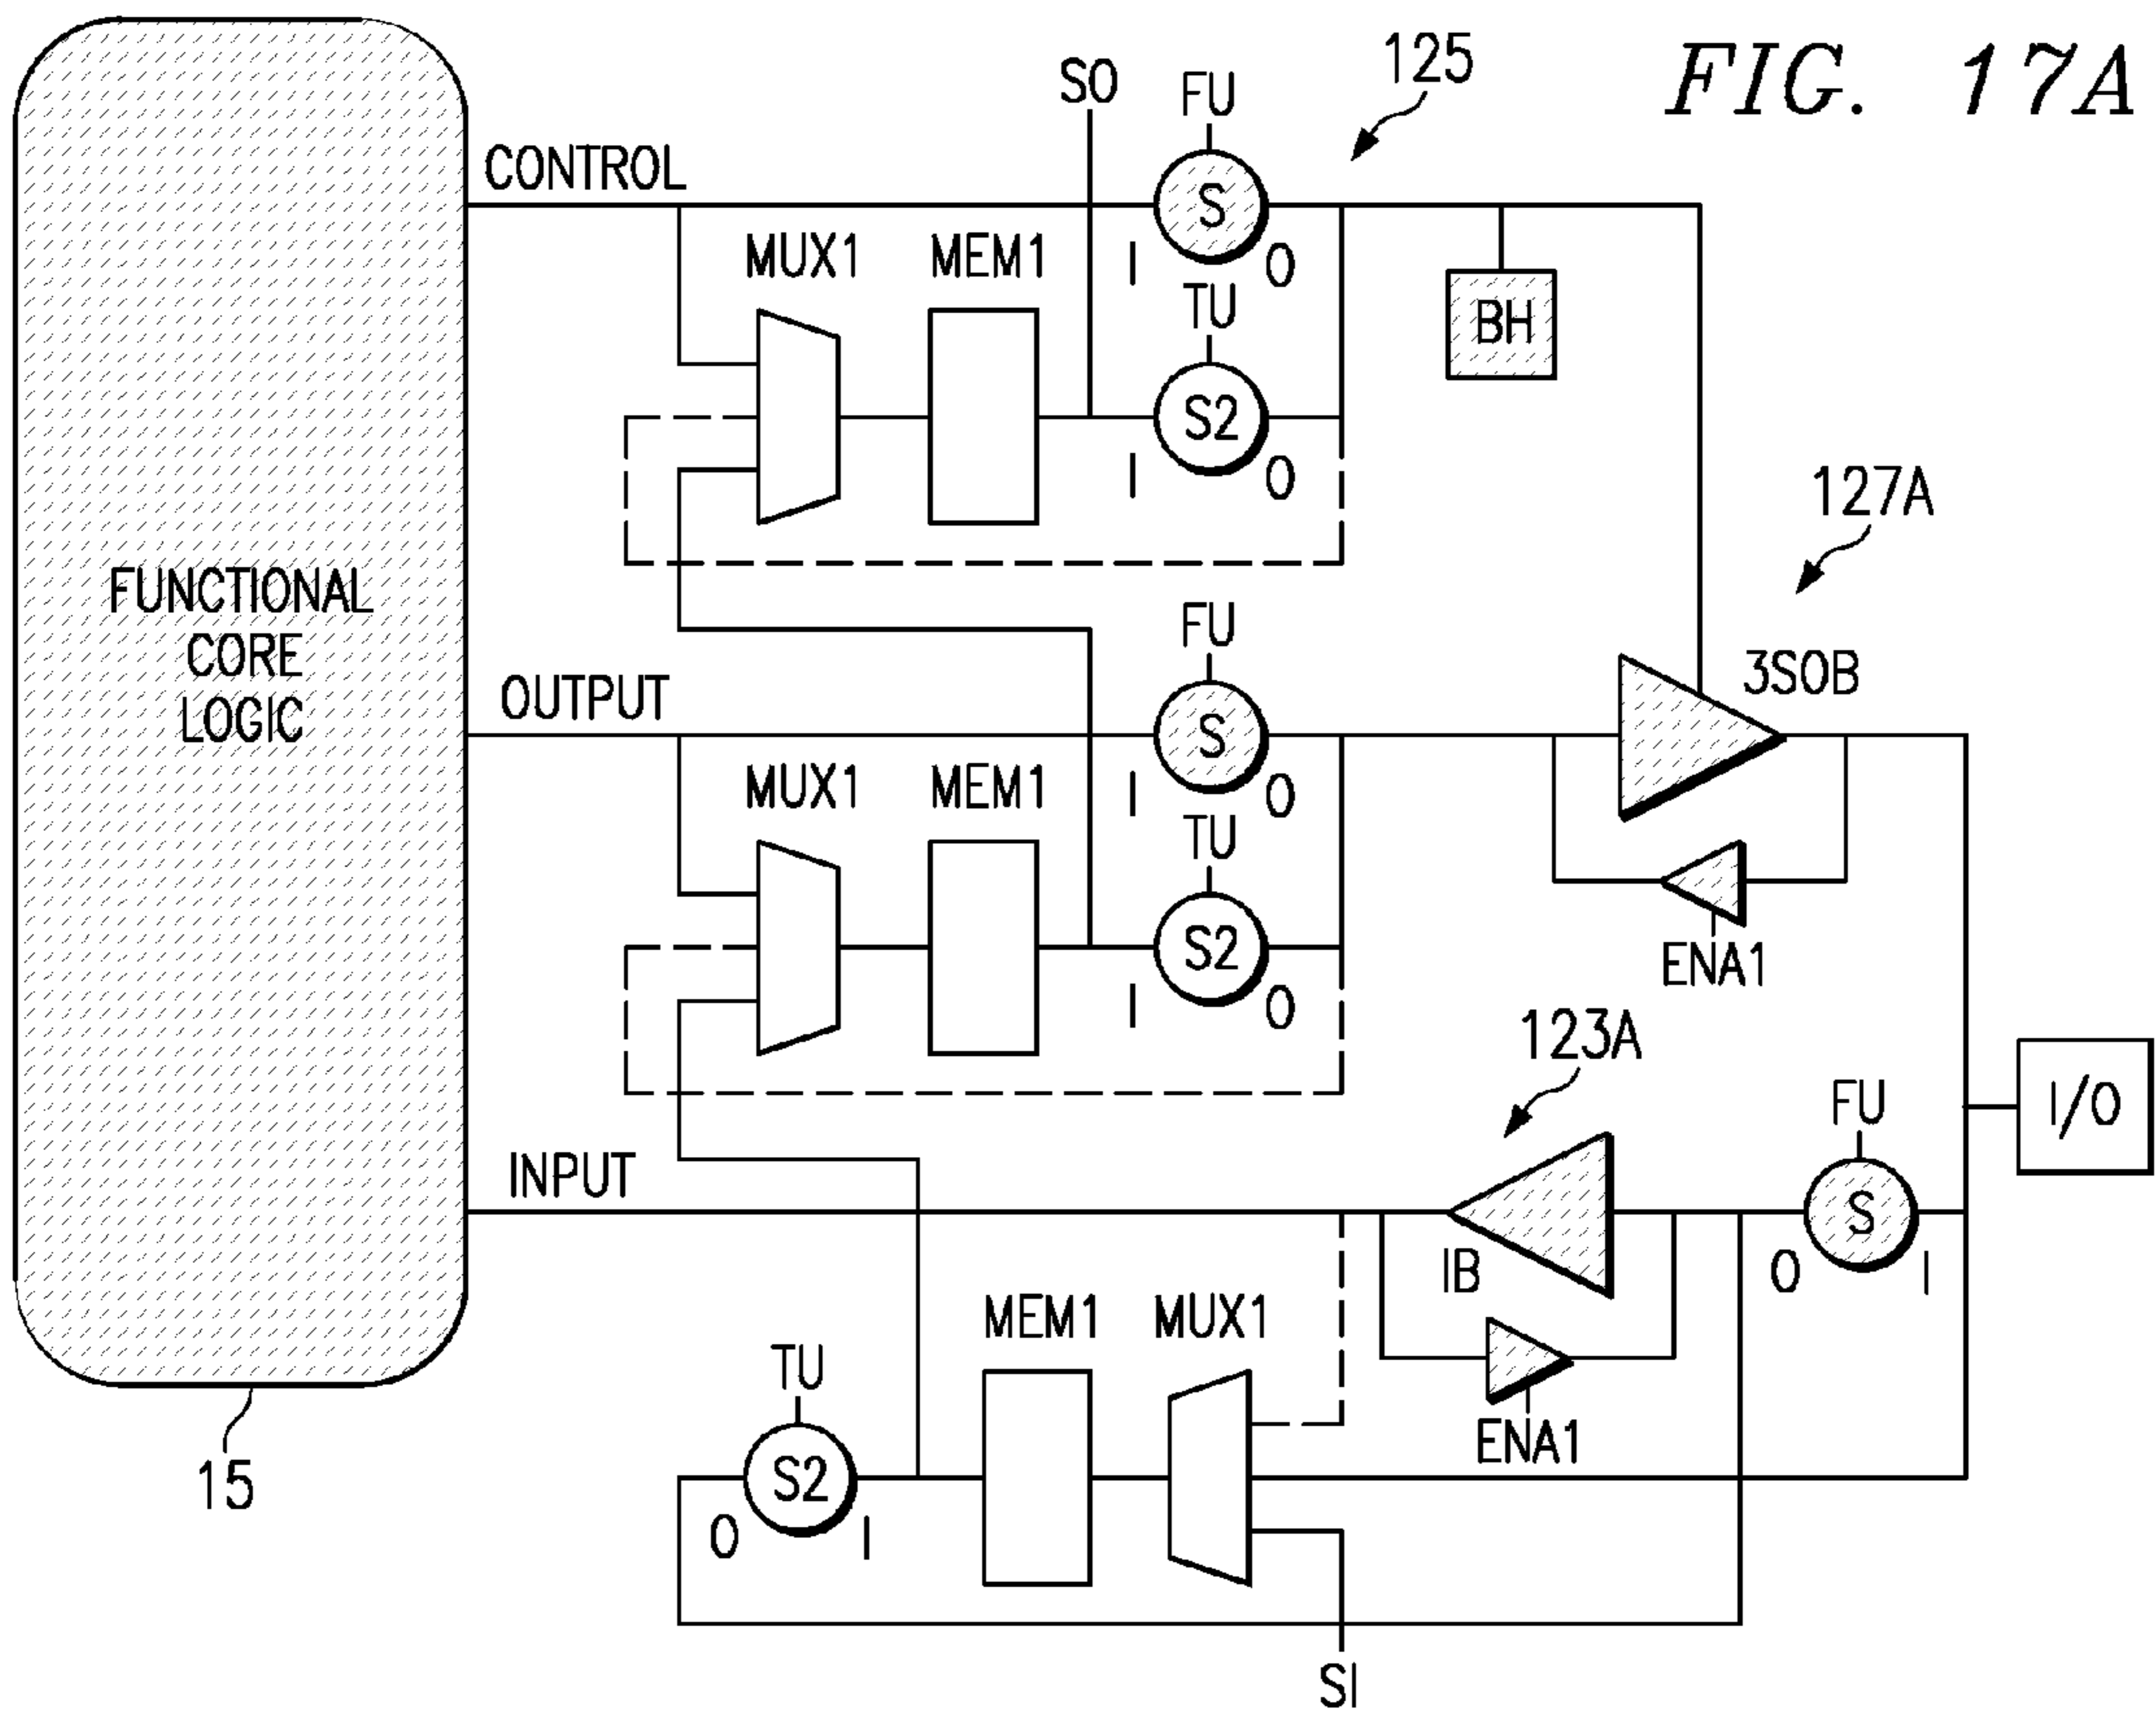 FIG. 17A
125
SO
FU
CONTROL
S
MUX1
MEM1
I
O
TU
BH
S2
I
O
127A
FUNCTIONAL
CORE
LOGIC
FU
3SOB
OUTPUT
S
MUX1
MEM1
I
O
TU
S2
ENA1
I
O
123A
FU
I/O
INPUT
S
IB
O
I
MEM1
MUX1
TU
ENA1
S2
15
O
I
SI